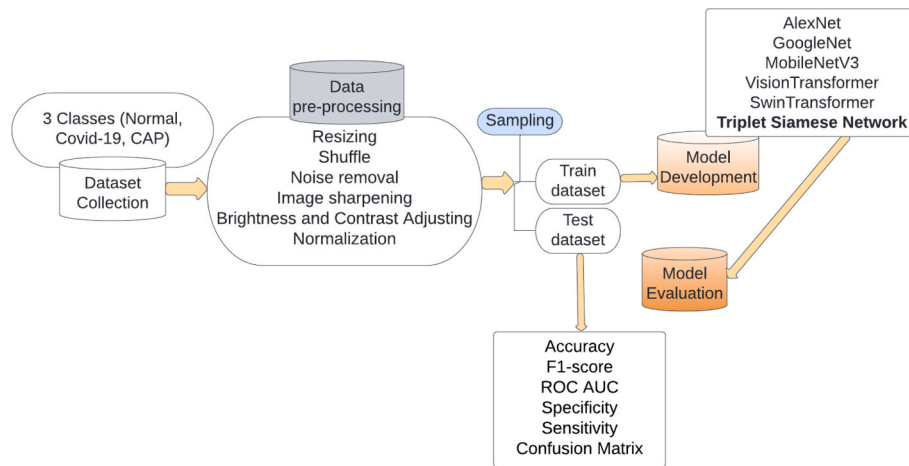 3 Classes (Normal,
Covid-19, CAP)
Dataset
Collection
Data
pre-processing
Resizing
Shuffle
Noise removal
Image sharpening
Brightness and Contrast Adjusting
Normalization
Sampling
Train
dataset
Test
dataset
Model
Development
AlexNet
GoogleNet
MobileNetV3
VisionTransformer
SwinTransformer
Triplet Siamese Network
Model
Evaluation
Accuracy
F1-score
ROC AUC
Specificity
Sensitivity
Confusion Matrix